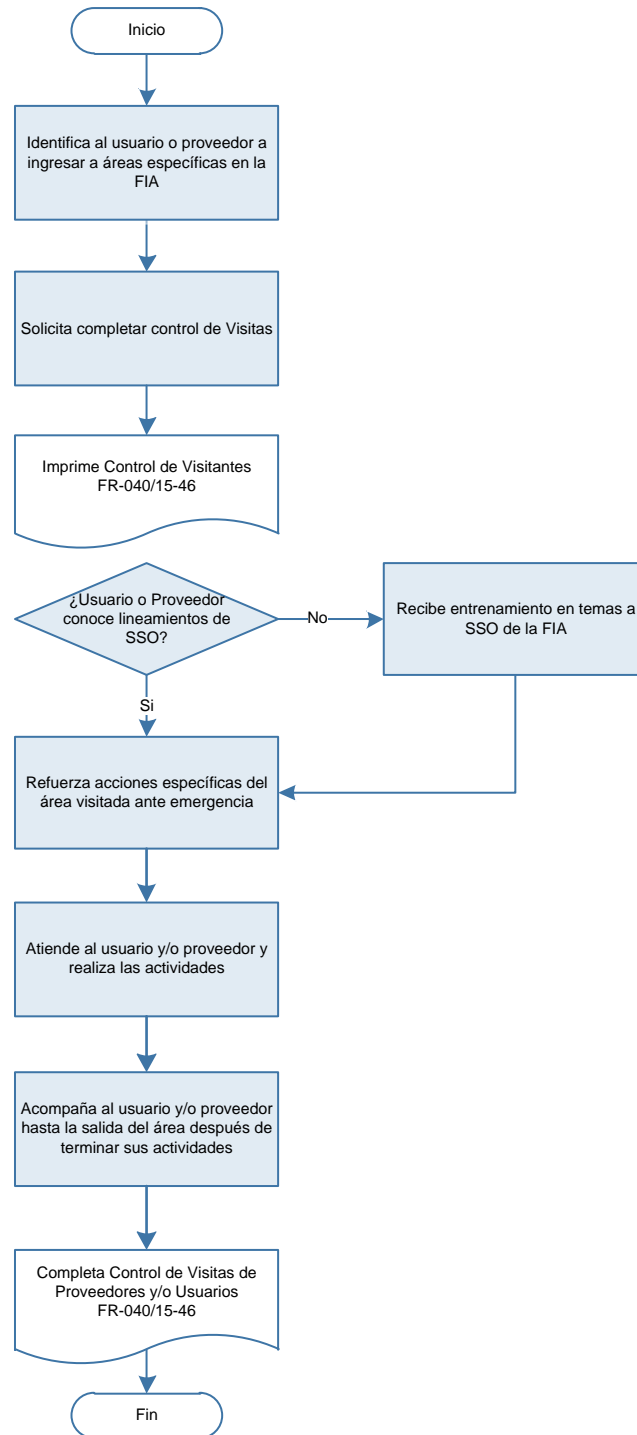 Inicio
Identifica al usuario o proveedor a
ingresar a áreas específicas en la
FIA
Solicita completar control de Visitas
Imprime Control de Visitantes
FR-040/15-46
¿Usuario o Proveedor
conoce lineamientos de
SSO?
No
Recibe entrenamiento en temas a
SSO de la FIA
Si
Refuerza acciones específicas del
área visitada ante emergencia
Atiende al usuario y/o proveedor y
realiza las actividades
Acompaña al usuario y/o proveedor
hasta la salida del área después de
terminar sus actividades
Completa Control de Visitas de
Proveedores y/o Usuarios
FR-040/15-46
Fin